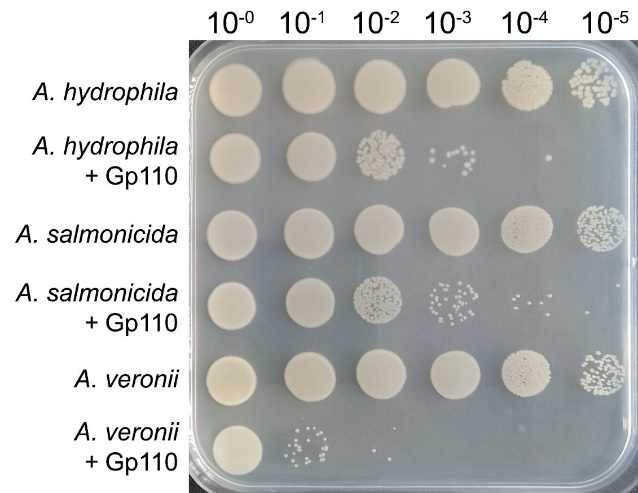 10-0 10-1 10-2 10-3 10-4 10-5
A. hydrophila
A. hydrophila
+ Gp110
A. salmonicida
A. salmonicida
+ Gp110
A. veronii
A. veronii
+ Gp110